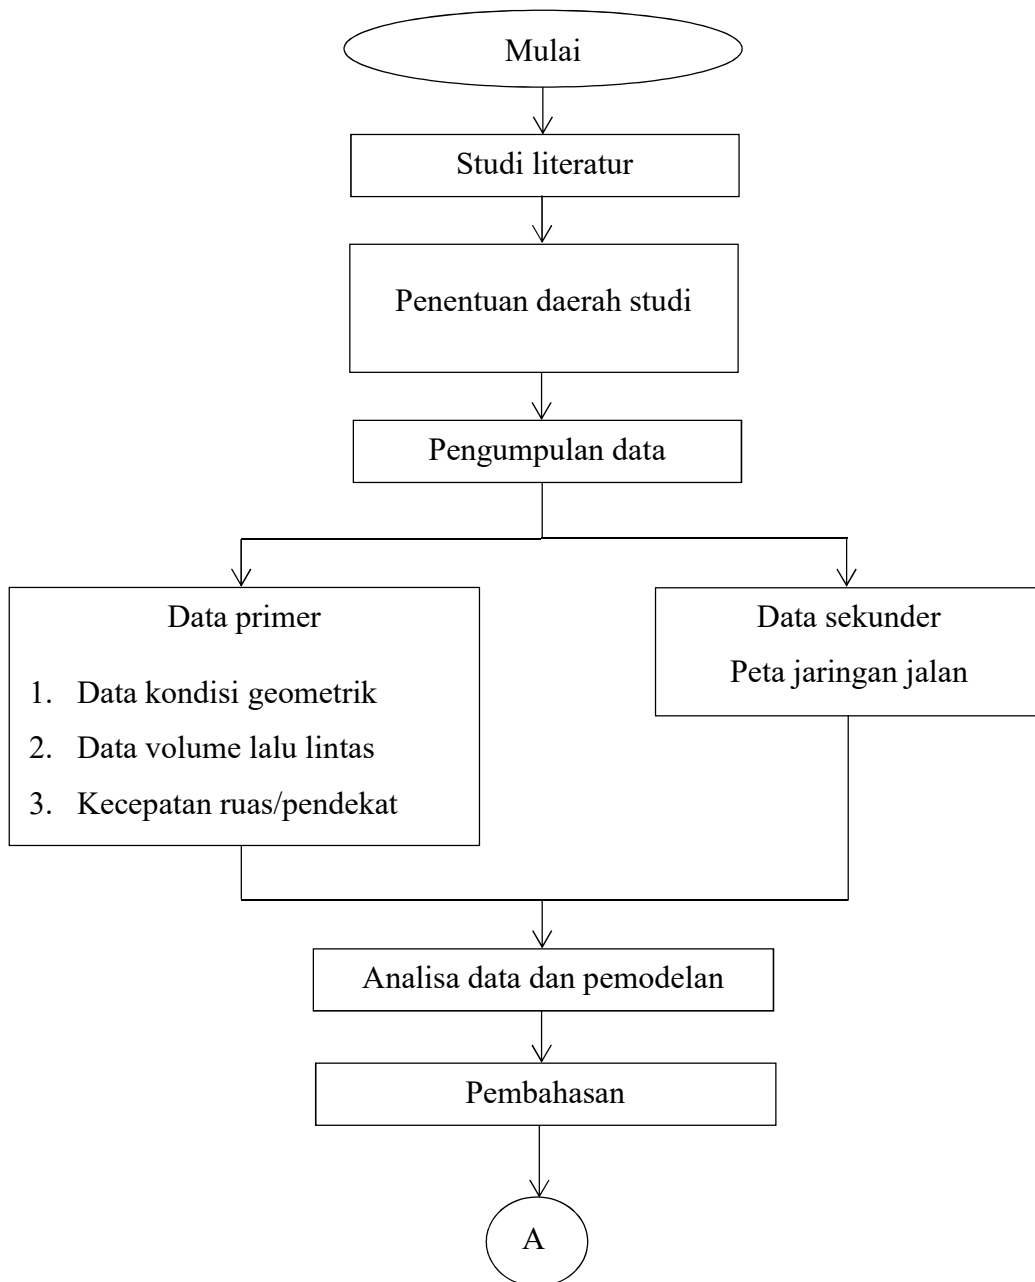 Mulai
Studi literatur
Penentuan daerah studi
Pengumpulan data
Data primer
1. Data kondisi geometrik
2. Data volume lalu lintas
3. Kecepatan ruas/pendekat
Data sekunder
Peta jaringan jalan
Analisa data dan pemodelan
Pembahasan
A